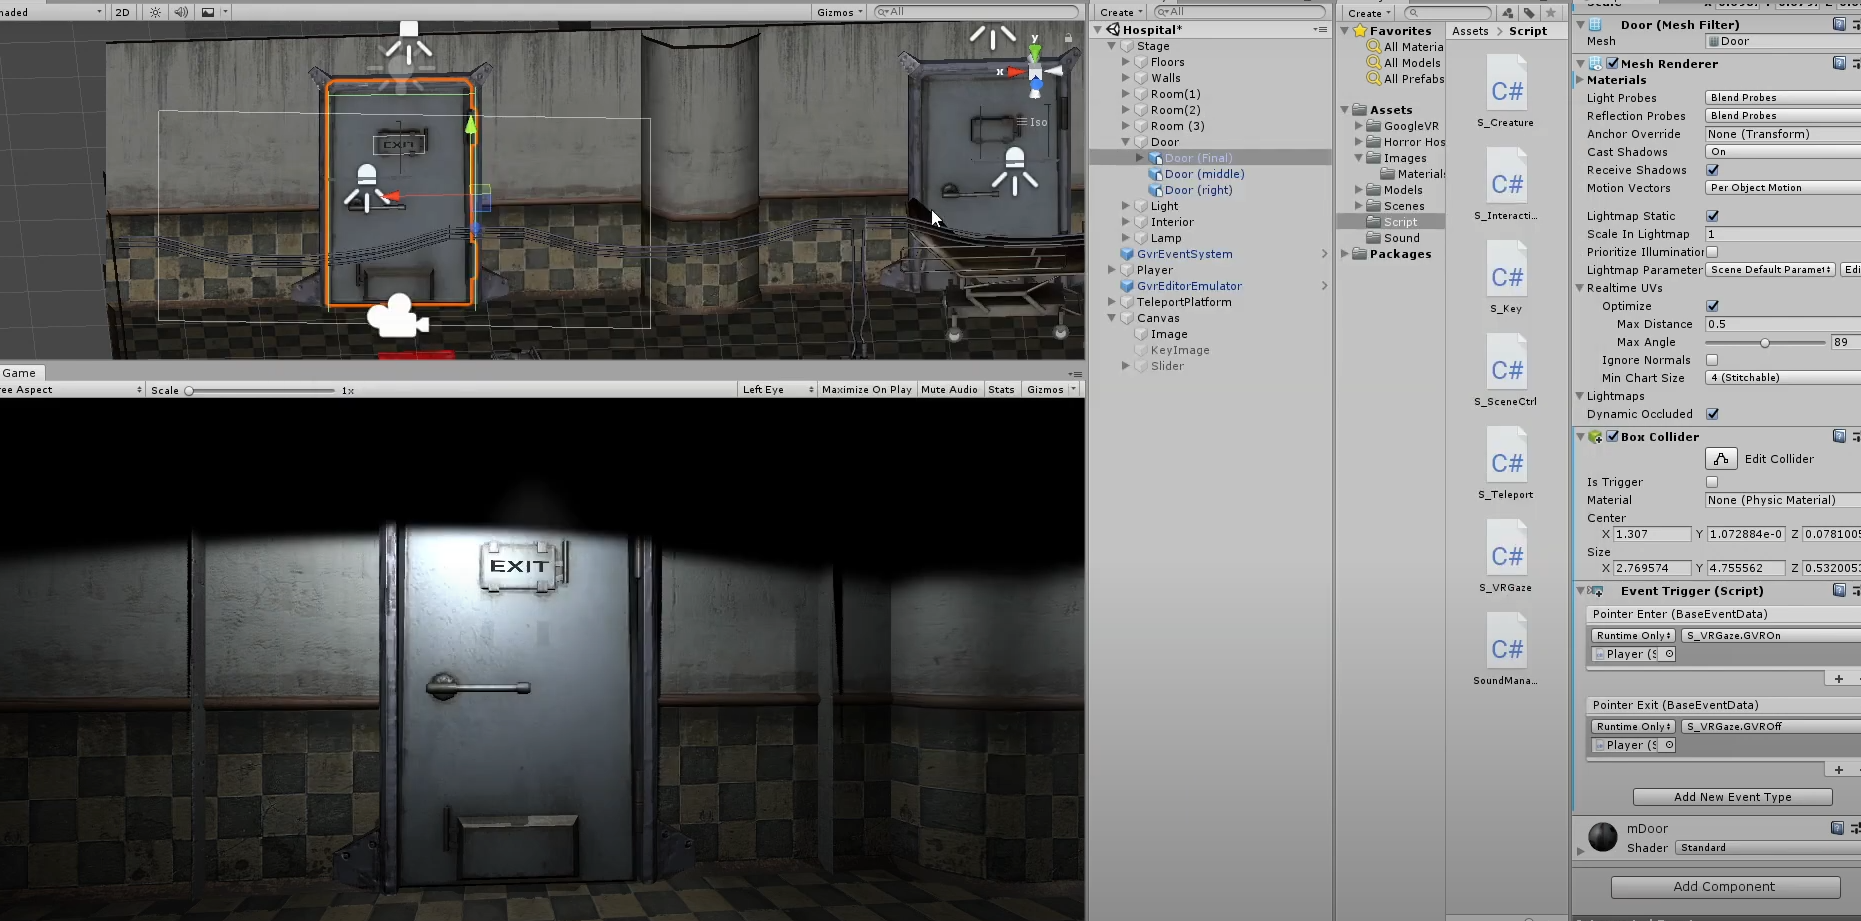 haded
2D
Gizmos
All
EXIT
y
x
Iso
Game
ree Aspect
Scale
1x
Left Eye
Maximize On Play
Mute Audio
Stats
Gizmos
EXIT
Create
All
Hospital*
Stage
Floors
Walls
Room(1)
Room(2)
Room (3)
Door
Door (Final)
Door (middle)
Door (right)
Light
Interior
Lamp
GvrEventSystem
Player
GvrEditorEmulator
TeleportPlatform
Canvas
Image
KeyImage
Slider
Create
Favorites
All Materia
All Models
All Prefabs
Assets
GoogleVR
Horror Hos
Images
Materials
Models
Scenes
Script
Sound
Packages
Assets > Script
C#
S_Creature
C#
S_Interacti...
C#
S_Key
C#
S_SceneCtrl
C#
S_Teleport
C#
S_VRGaze
C#
SoundMana...
Door (Mesh Filter)
Mesh Door
Mesh Renderer
Materials
Light Probes Blend Probes
Reflection Probes Blend Probes
Anchor Override None (Transform)
Cast Shadows On
Receive Shadows
Motion Vectors Per Object Motion
Lightmap Static
Scale In Lightmap 1
Prioritize Illumination
Lightmap Parameter Scene Default Paramet Edi
Realtime UVs
Optimize
Max Distance 0.5
Max Angle 89
Ignore Normals
Min Chart Size 4 (Stitchable)
Lightmaps
Dynamic Occluded
Box Collider
Edit Collider
Is Trigger
Material None (Physic Material)
Center
X 1.307 Y 1.072884e-0 Z 0.0781005
Size
X 2.769574 Y 4.755562 Z 0.5320053
Event Trigger (Script)
Pointer Enter (BaseEventData)
Runtime Only S_VRGaze.GVROn
Player (S
+
Pointer Exit (BaseEventData)
Runtime Only S_VRGaze.GVROff
Player (S
+
Add New Event Type
mDoor
Shader Standard
Add Component